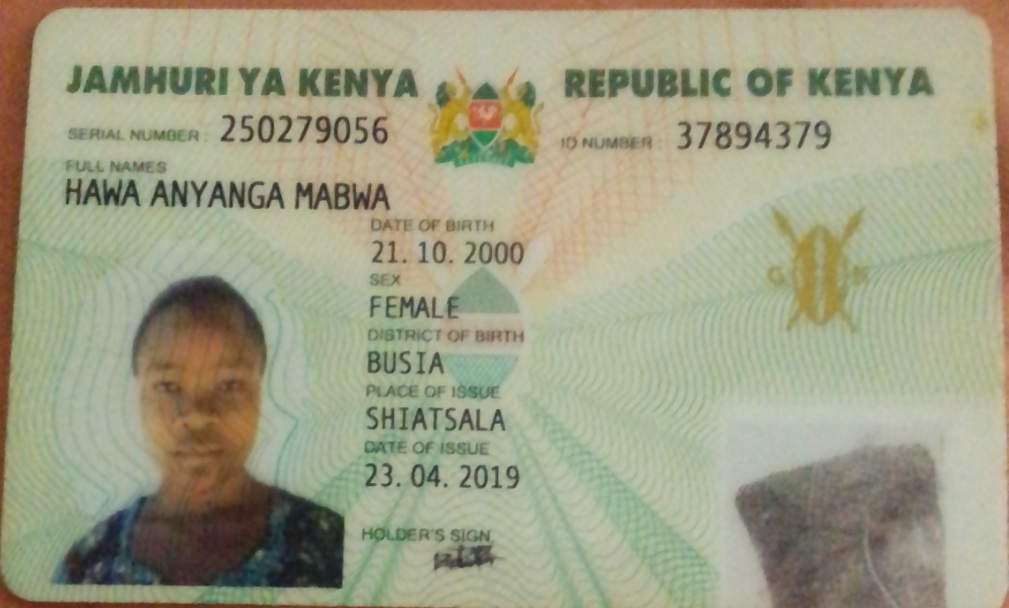 JAMHURI YA KENYA REPUBLIC OF KENYA
SERIAL NUMBER : 250279056 ID NUMBER : 37894379
FULL NAMES
HAWA ANYANGA MABWA
DATE OF BIRTH
21. 10. 2000
SEX
FEMALE
DISTRICT OF BIRTH
BUSIA
PLACE OF ISSUE
SHIATSALA
DATE OF ISSUE
23. 04. 2019
HOLDER'S SIGN.